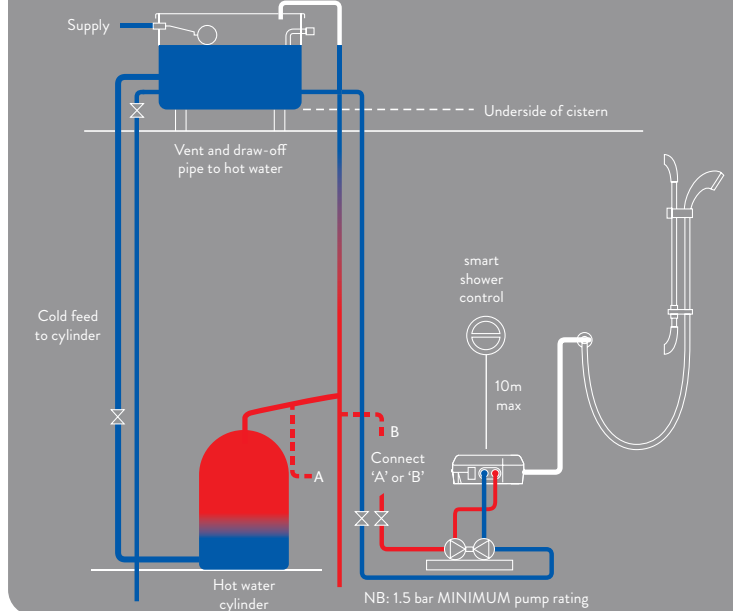 Supply
Underside of cistern
Vent and draw-off
pipe to hot water
smart
shower
control
Cold feed
to cylinder
10m
max
B
Connect
‘A’ or ‘B’
A
Hot water
cylinder
NB: 1.5 bar MINIMUM pump rating